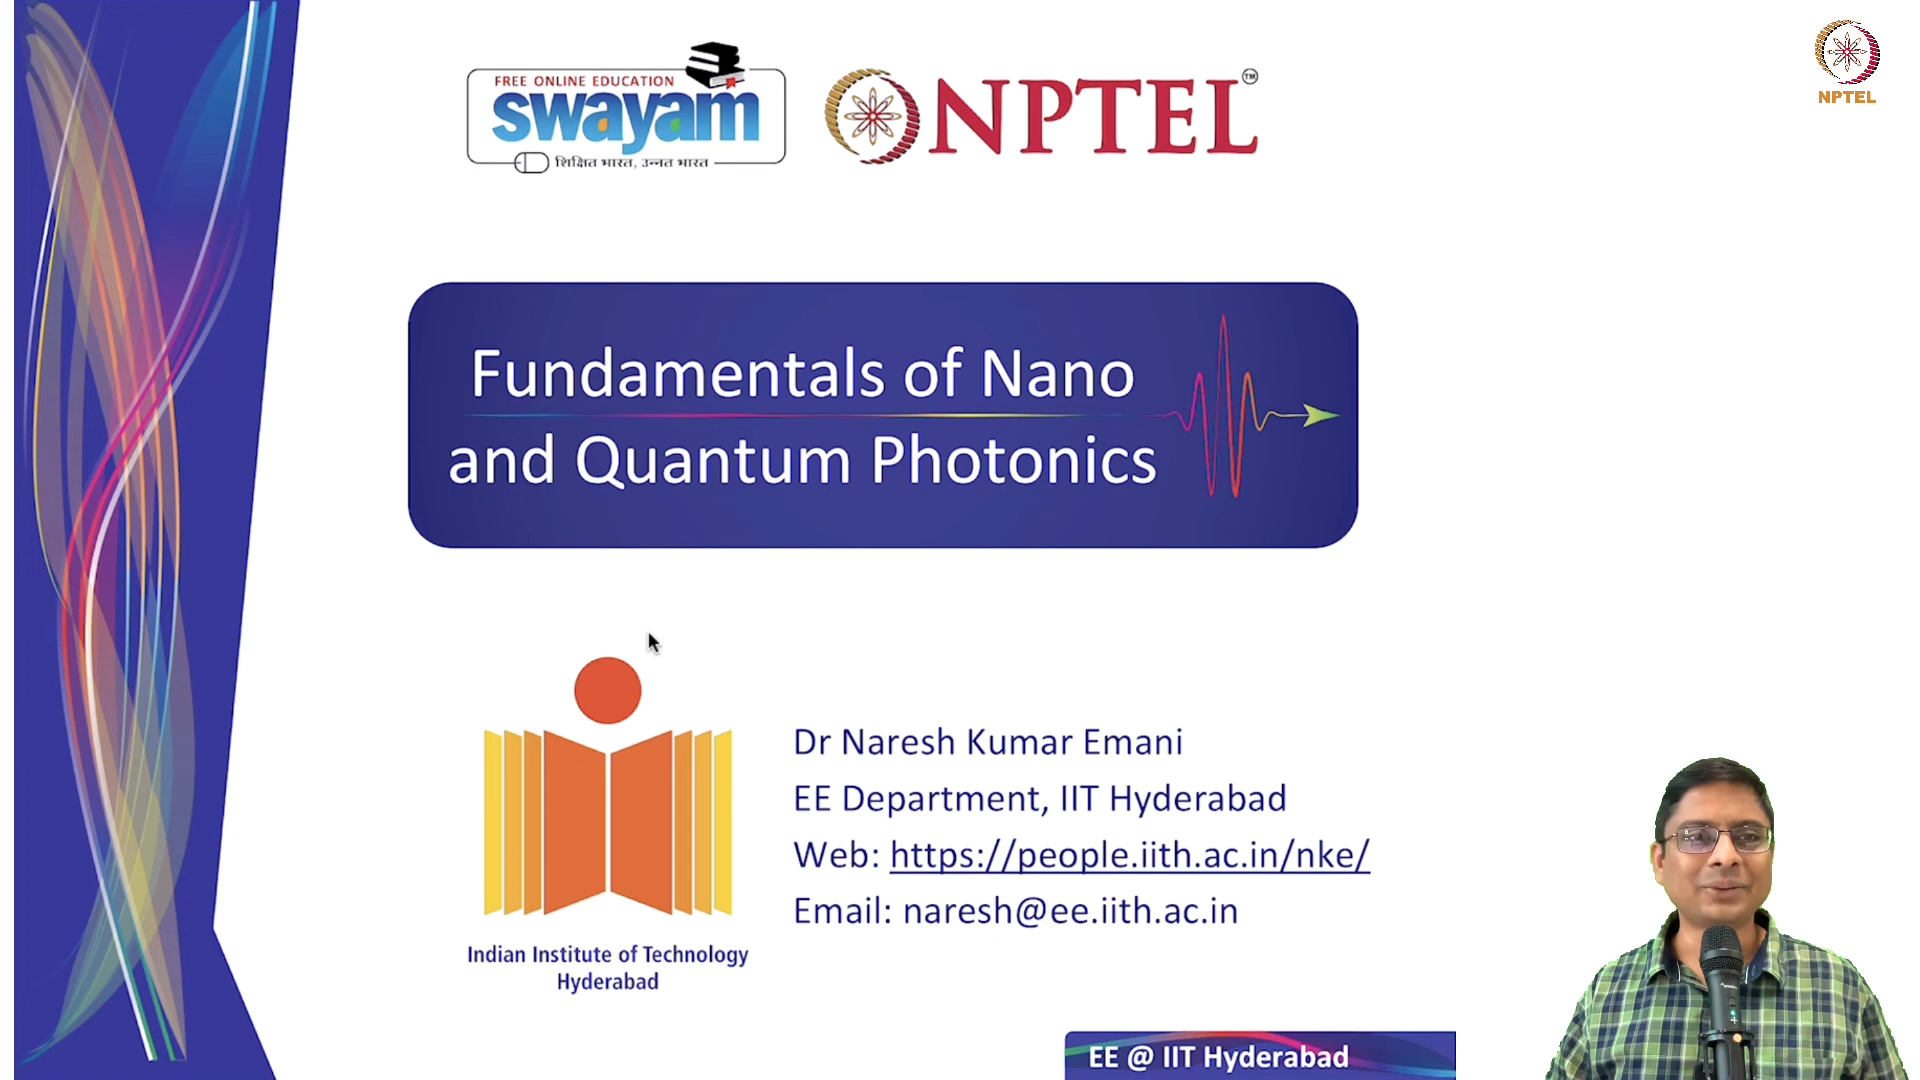 FREE ONLINE EDUCATION
swayam
शिक्षित भारत, उन्नत भारत
NPTEL
TM
NPTEL
Fundamentals of Nano
and Quantum Photonics
Indian Institute of Technology
Hyderabad
Dr Naresh Kumar Emani
EE Department, IIT Hyderabad
Web: https://people.iith.ac.in/nke/
Email: naresh@ee.iith.ac.in
EE @ IIT Hyderabad